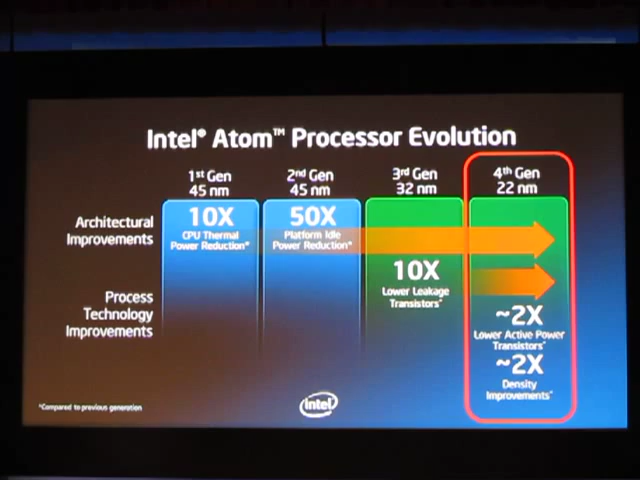 Intel® Atom™ Processor Evolution
1st Gen
45 nm
2nd Gen
45 nm
3rd Gen
32 nm
4th Gen
22 nm
Architectural
Improvements
10X
CPU Thermal
Power Reduction*
50X
Platform Idle
Power Reduction*
Process
Technology
Improvements
10X
Lower Leakage
Transistors*
~2X
Lower Active Power
Transistors*
~2X
Density
Improvements*
*Compared to previous generation
intel